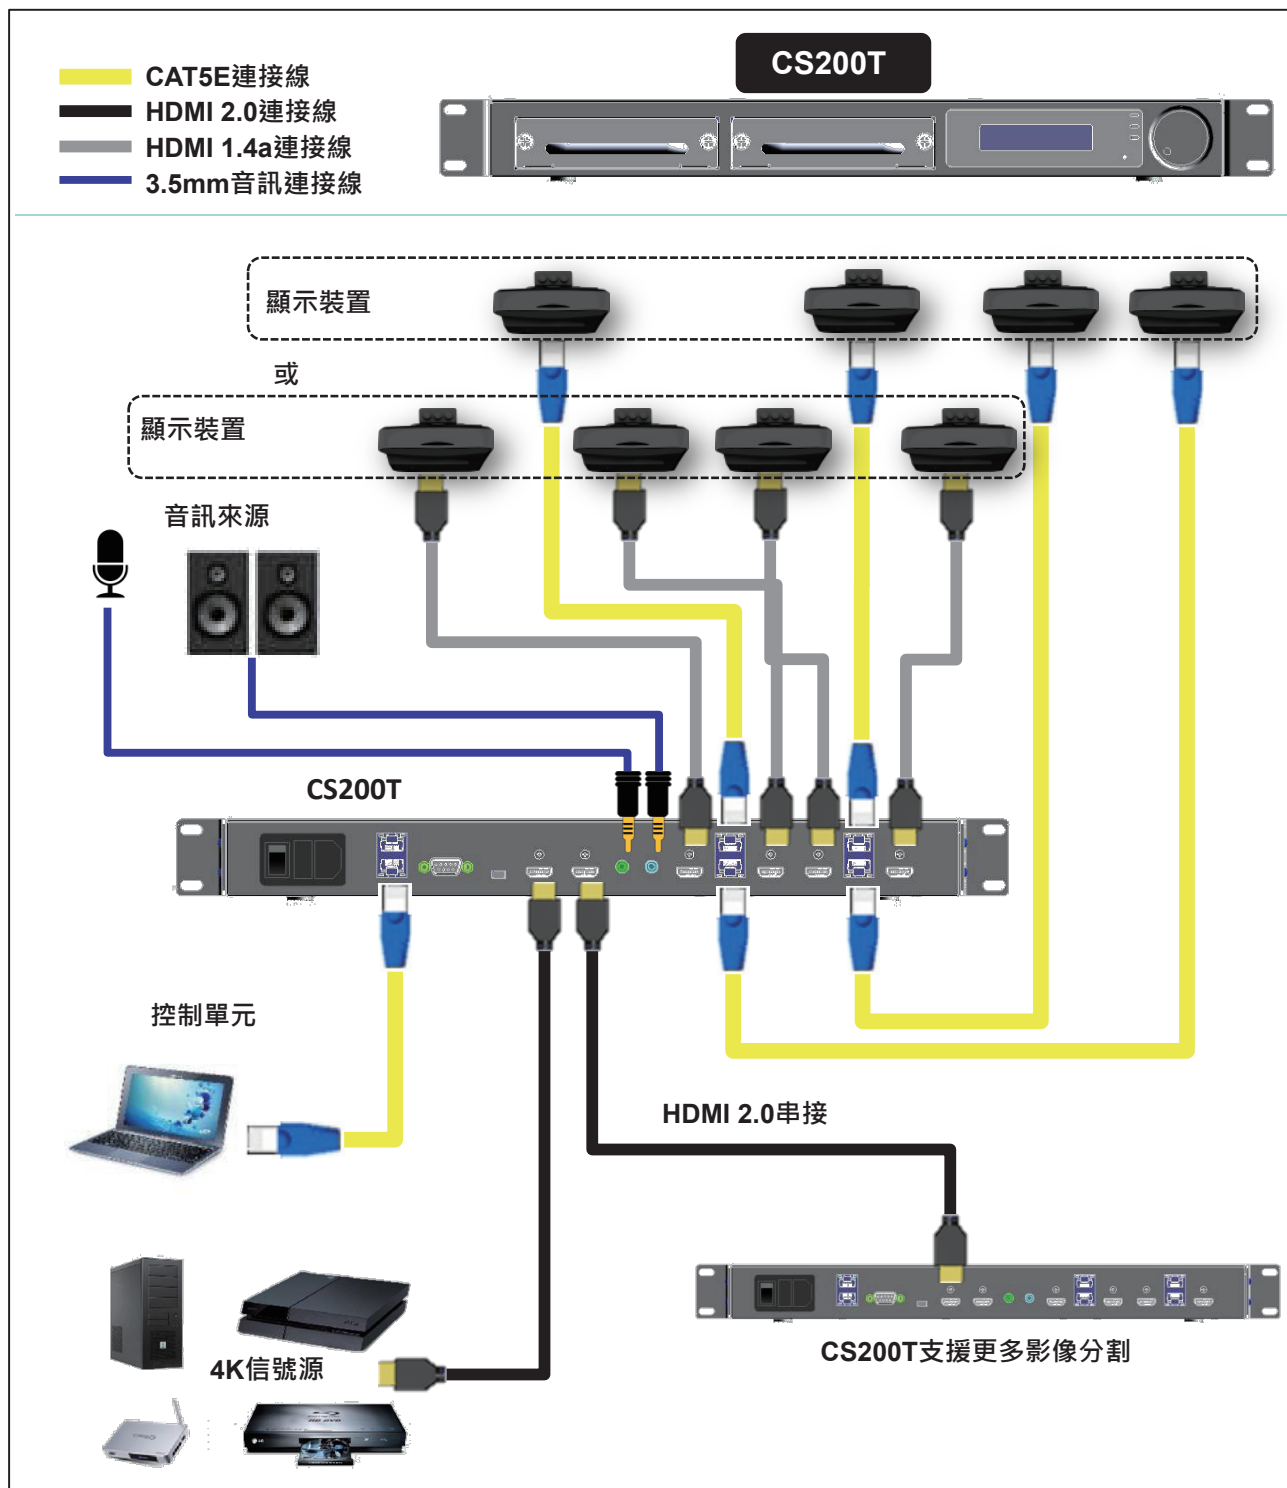 CS200T
CAT5E連接線
HDMI 2.0連接線
HDMI 1.4a連接線
3.5mm音訊連接線
顯示裝置
或
顯示裝置
音訊來源
CS200T
控制單元
HDMI 2.0串接
4K信號源
CS200T支援更多影像分割